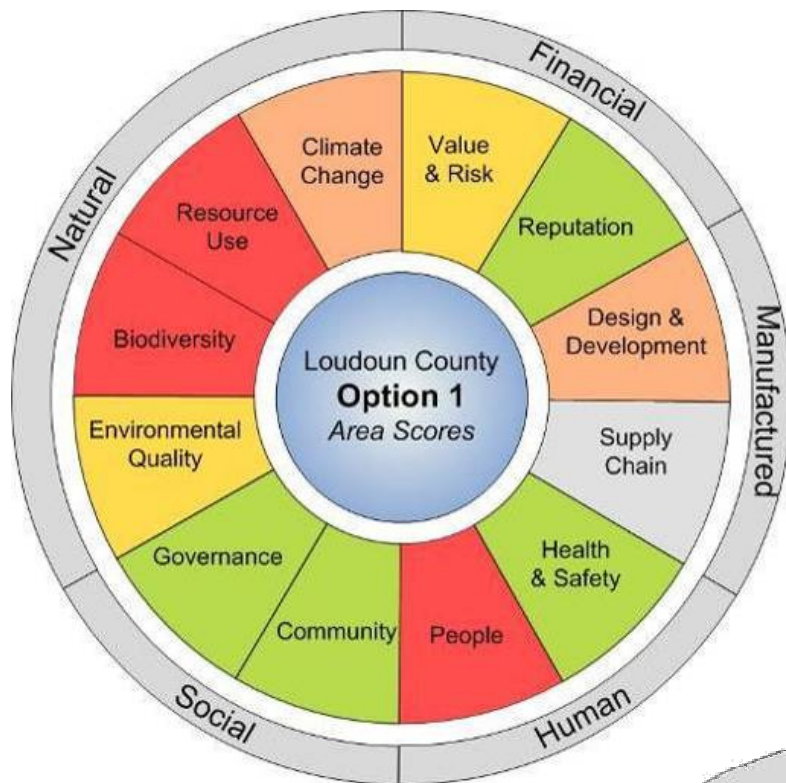 Financial
Manufactured
Human
Social
Natural
Value
& Risk
Reputation
Design &
Development
Supply
Chain
Health
& Safety
People
Community
Governance
Environmental
Quality
Biodiversity
Resource
Use
Climate
Change
Loudoun County
Option 1
Area Scores